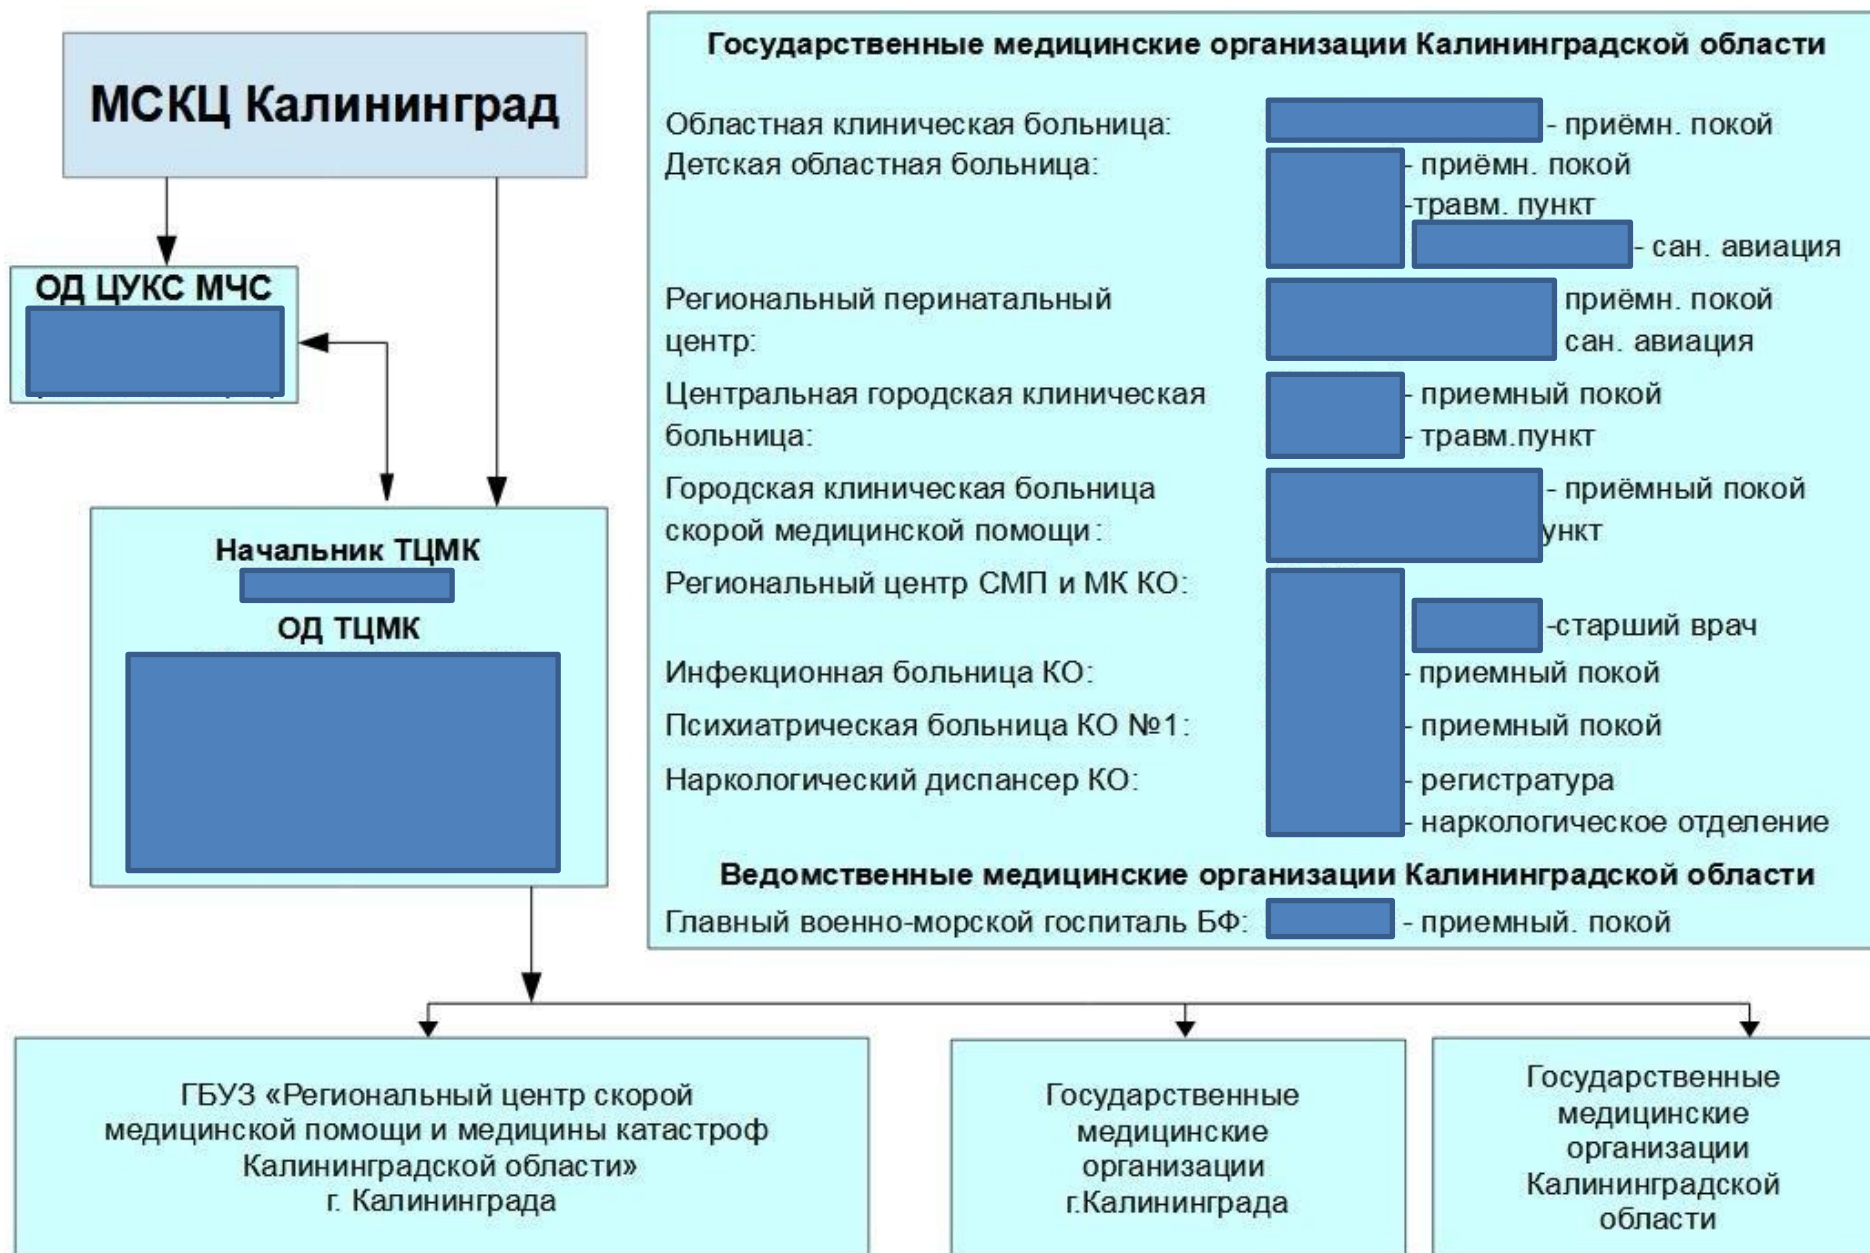 МСКЦ Калининград
ОД ЦУКС МЧС
Начальник ТЦМК
ОД ТЦМК
Государственные медицинские организации Калининградской области
Областная клиническая больница: - приёмн. покой
Детская областная больница: - приёмн. покой
-травм. пункт
- сан. авиация
Региональный перинатальный приёмн. покой
центр: сан. авиация
Центральная городская клиническая - приемный покой
больница: - травм.пункт
Городская клиническая больница - приёмный покой
скорой медицинской помощи: ункт
Региональный центр СМП и МК КО:
-старший врач
Инфекционная больница КО: - приемный покой
Психиатрическая больница КО №1: - приемный покой
Наркологический диспансер КО: - регистратура
- наркологическое отделение
Ведомственные медицинские организации Калининградской области
Главный военно-морской госпиталь БФ: - приемный. покой
ГБУЗ «Региональный центр скорой
медицинской помощи и медицины катастроф
Калининградской области»
г. Калининграда
Государственные
медицинские
организации
г.Калининграда
Государственные
медицинские
организации
Калининградской
области